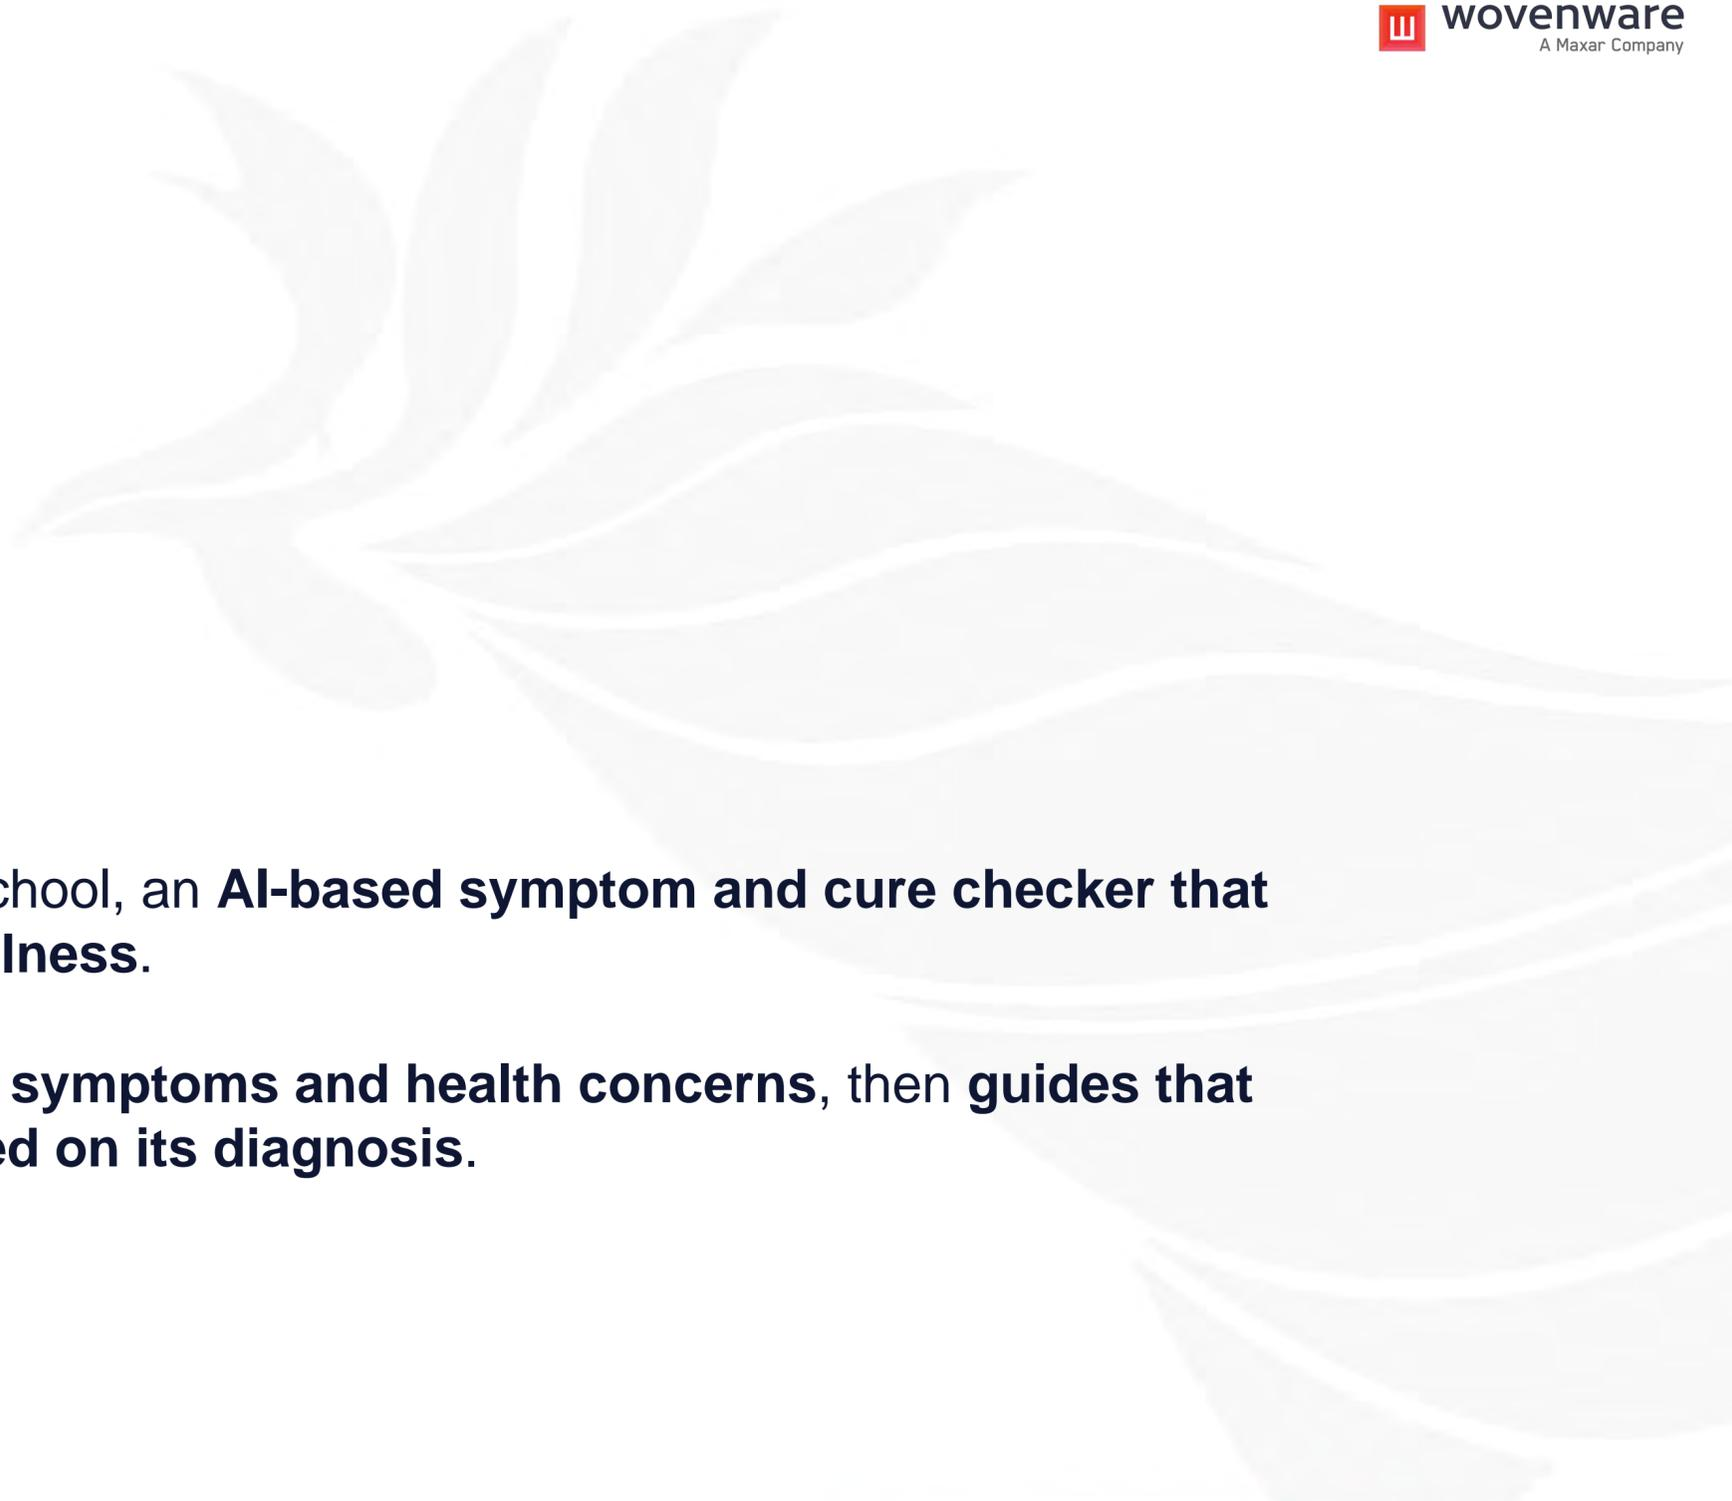 wovenware
A Maxar Company
chool, an AI-based symptom and cure checker that
lness.
symptoms and health concerns, then guides that
ed on its diagnosis.